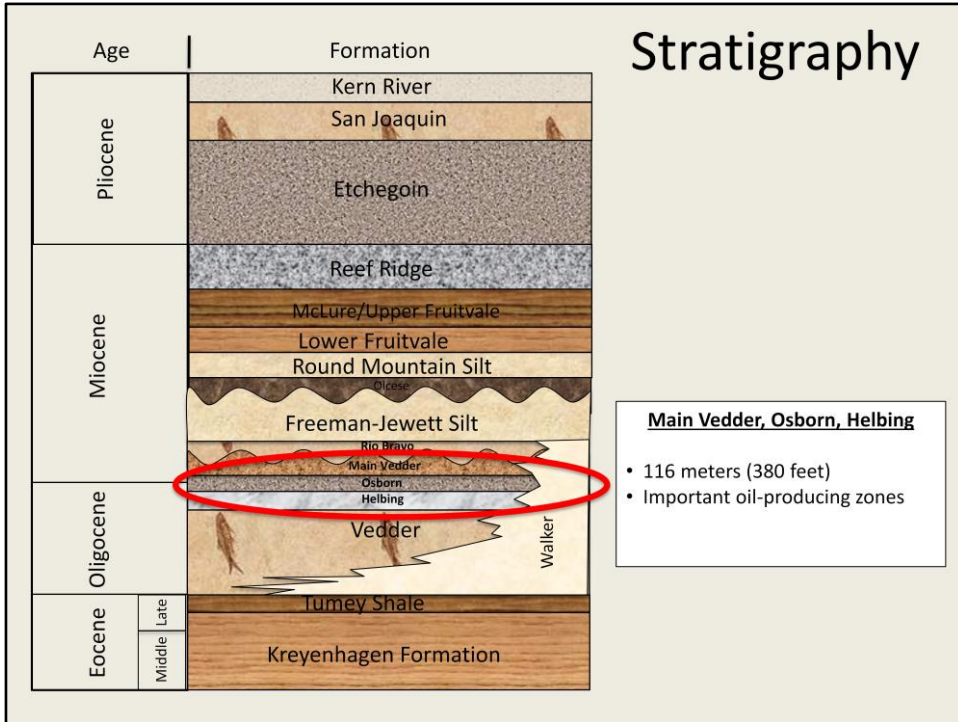 Stratigraphy
Age
Formation
Pliocene
Kern River
San Joaquin
Etchegoin
Miocene
Reef Ridge
McLure/Upper Fruitvale
Lower Fruitvale
Round Mountain Silt
Olcese
Freeman-Jewett Silt
Rio Bravo
Main Vedder
Osborn
Helbing
Oligocene
Vedder
Walker
Eocene
Late
Middle
Tumey Shale
Kreyenhagen Formation
Main Vedder, Osborn, Helbing
• 116 meters (380 feet)
• Important oil-producing zones